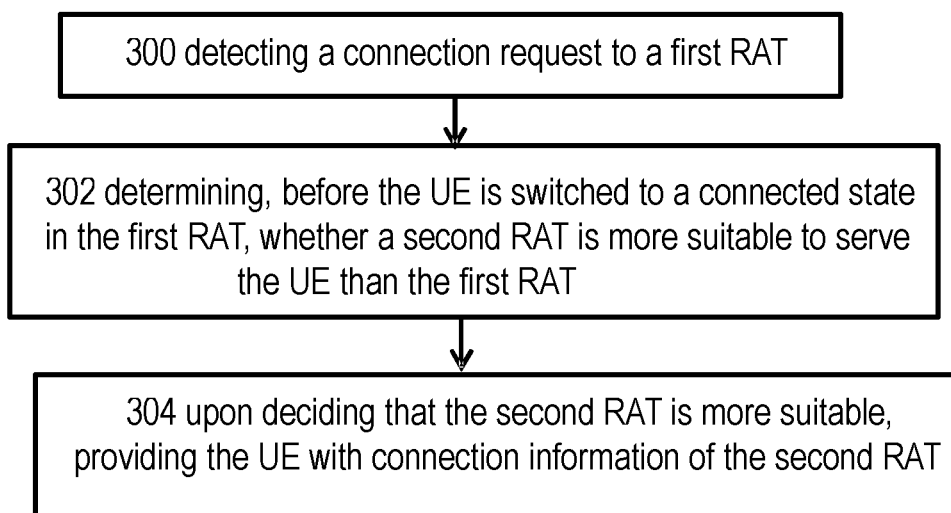 300 detecting a connection request to a first RAT
302 determining, before the UE is switched to a connected state
in the first RAT, whether a second RAT is more suitable to serve
the UE than the first RAT
304 upon deciding that the second RAT is more suitable,
providing the UE with connection information of the second RAT